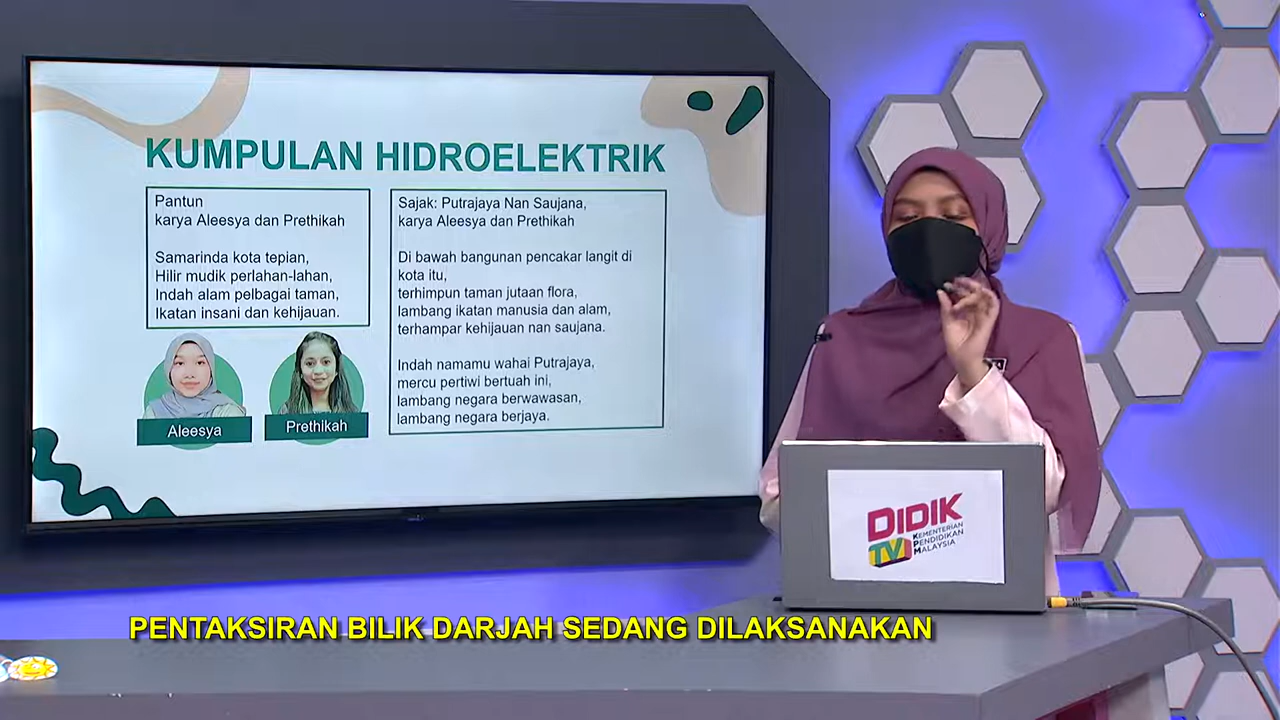 KUMPULAN HIDROELEKTRIK
Pantun
karya Aleesya dan Prethikah
Samarinda kota tepian,
Hilir mudik perlahan-lahan,
Indah alam pelbagai taman,
Ikatan insani dan kehijauan.
Aleesya
Prethikah
Sajak: Putrajaya Nan Saujana,
karya Aleesya dan Prethikah
Di bawah bangunan pencakar langit di
kota itu,
terhimpun taman jutaan flora,
lambang ikatan manusia dan alam,
terhampar kehijauan nan saujana.
Indah namamu wahai Putrajaya,
mercu pertiwi bertuah ini,
lambang negara berwawasan,
lambang negara berjaya.
DIDIK
TV
KEMENTERIAN
PENDIDIKAN
MALAYSIA
PENTAKSIRAN BILIK DARJAH SEDANG DILAKSANAKAN